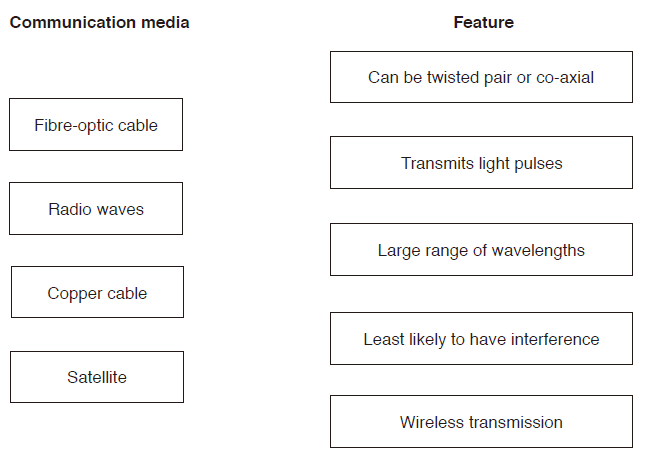 Communication media
Feature
Can be twisted pair or co-axial
Fibre-optic cable
Transmits light pulses
Radio waves
Large range of wavelengths
Copper cable
Least likely to have interference
Satellite
Wireless transmission